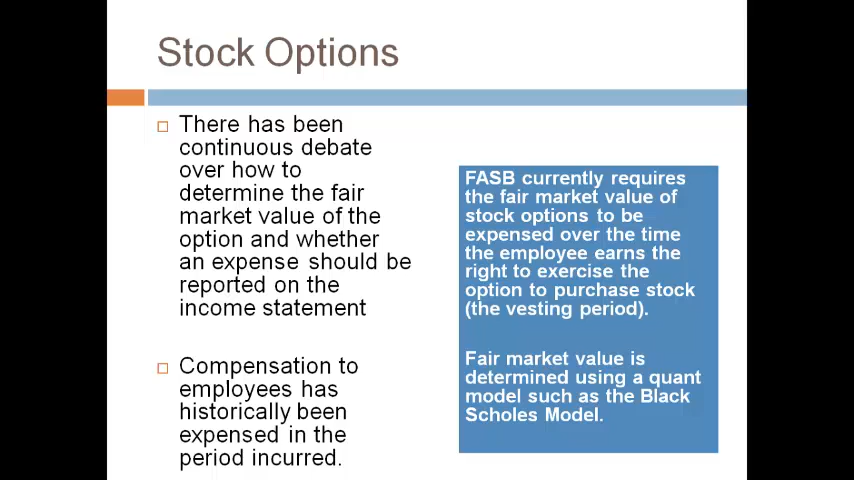 Stock Options
There has been
continuous debate
over how to
determine the fair
market value of the
option and whether
an expense should be
reported on the
income statement
Compensation to
employees has
historically been
expensed in the
period incurred.
FASB currently requires
the fair market value of
stock options to be
expensed over the time
the employee earns the
right to exercise the
option to purchase stock
(the vesting period).
Fair market value is
determined using a quant
model such as the Black
Scholes Model.